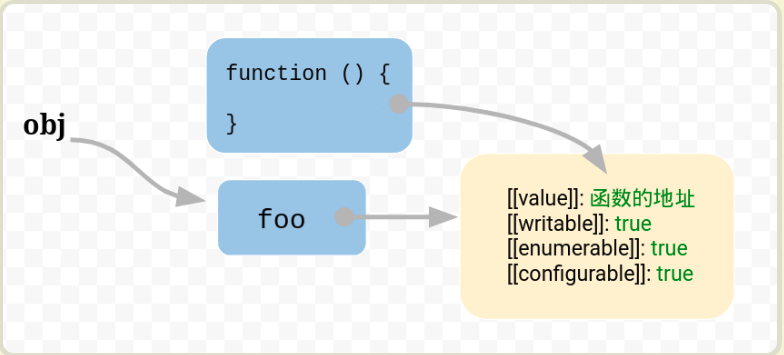 function () {
}
obj
foo
[[value]]: 函数的地址
[[writable]]: true
[[enumerable]]: true
[[configurable]]: true